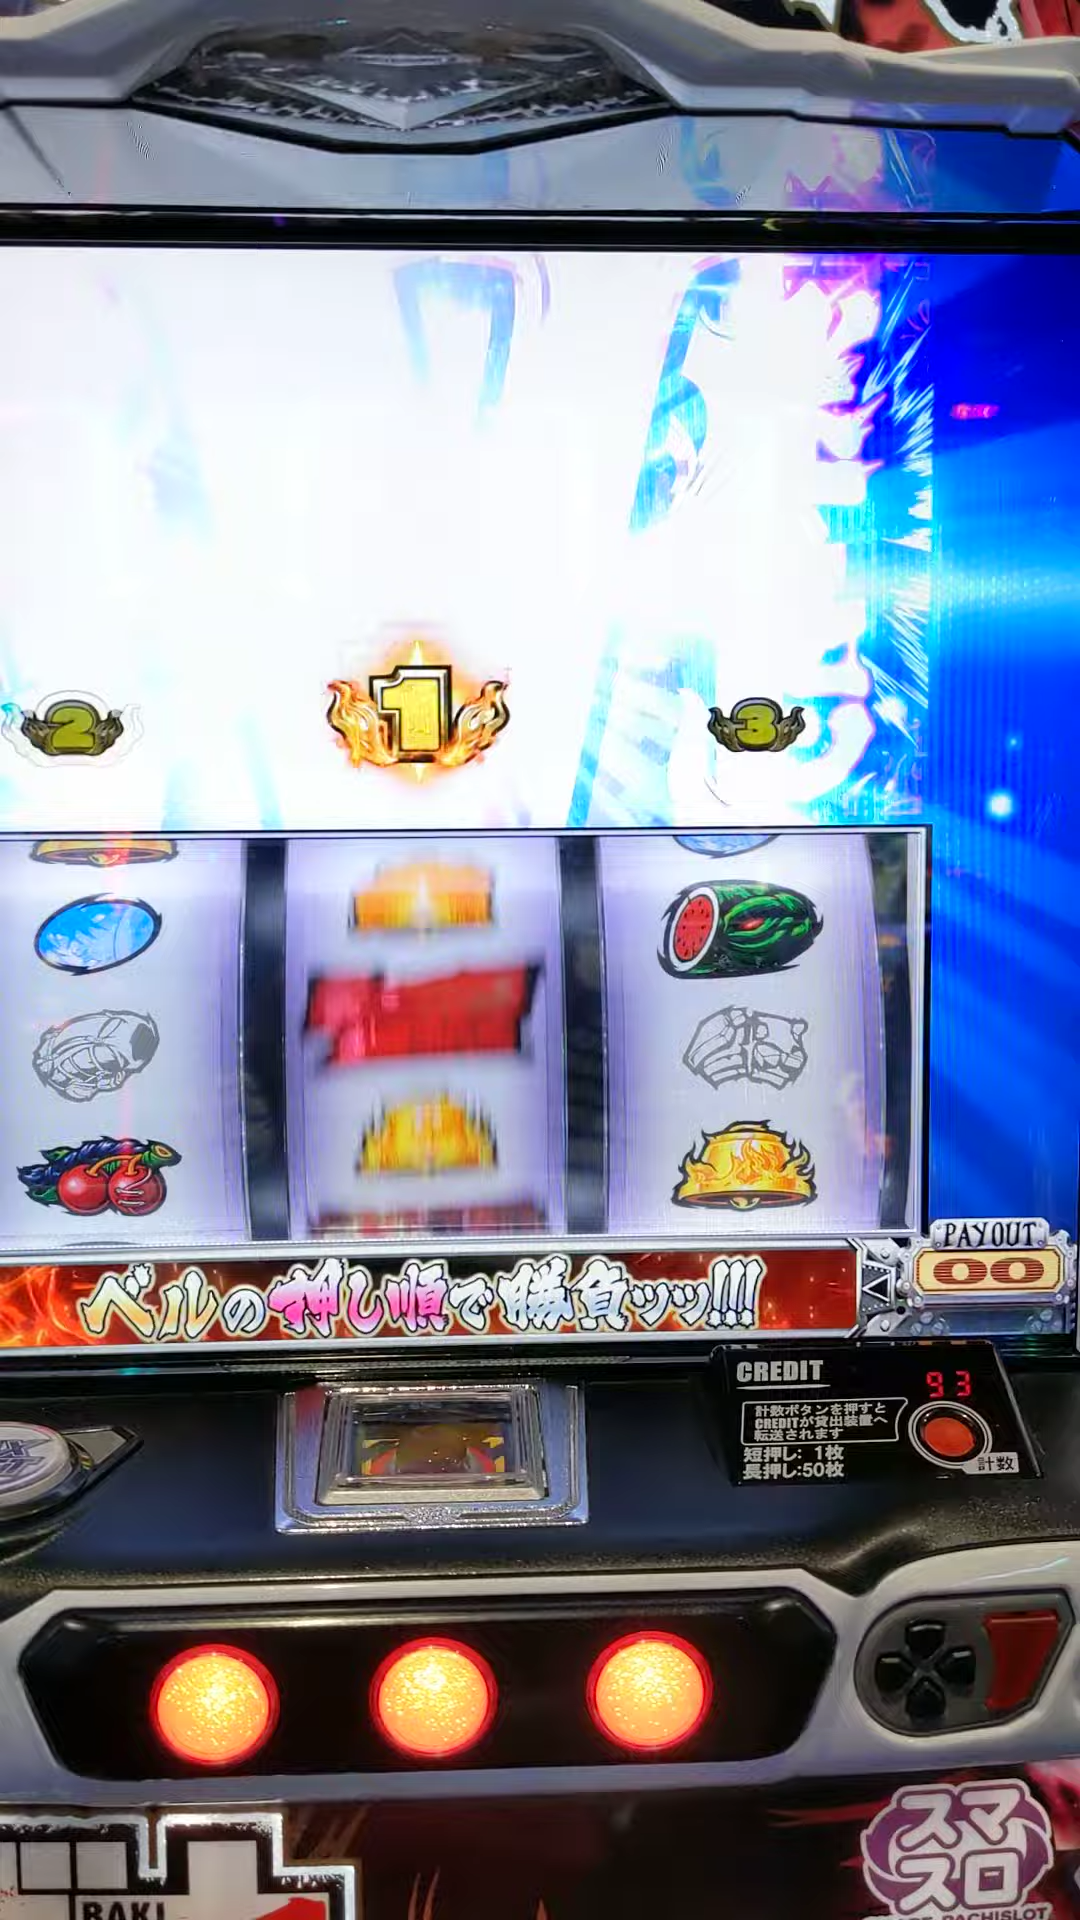 2
1
3
ベルの押し順で勝負ッッ!!!
PAYOUT
00
CREDIT
93
計数ボタンを押すと
CREDITが貸出装置へ
転送されます
短押し: 1枚
長押し:50枚
計数
スマ
スロ
PACHISLOT
BAKI